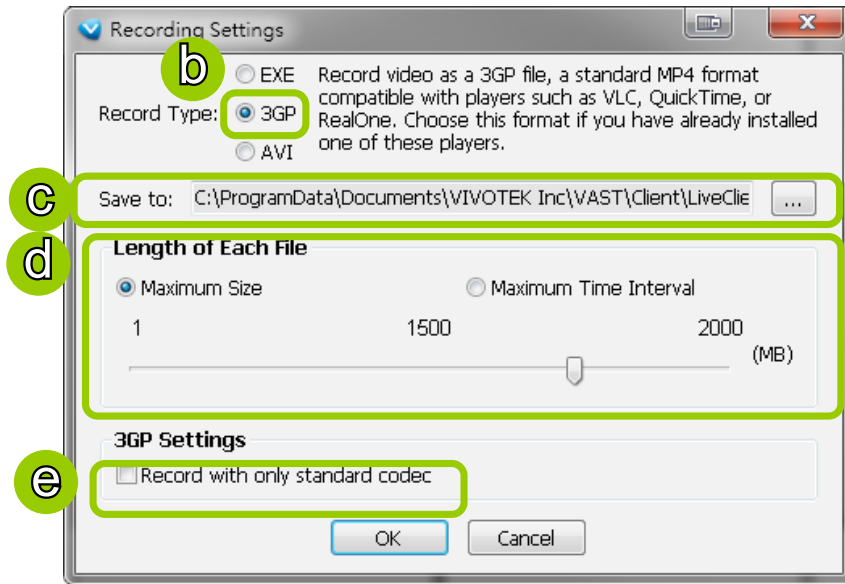 Recording Settings
b
EXE
Record Type:
3GP
AVI
Record video as a 3GP file, a standard MP4 format
compatible with players such as VLC, QuickTime, or
RealOne. Choose this format if you have already installed
one of these players.
c
Save to: C:\ProgramData\Documents\VIVOTEK Inc\VAST\Client\LiveClie ...
d
Length of Each File
Maximum Size Maximum Time Interval
1 1500 2000
(MB)
3GP Settings
e
Record with only standard codec
OK Cancel